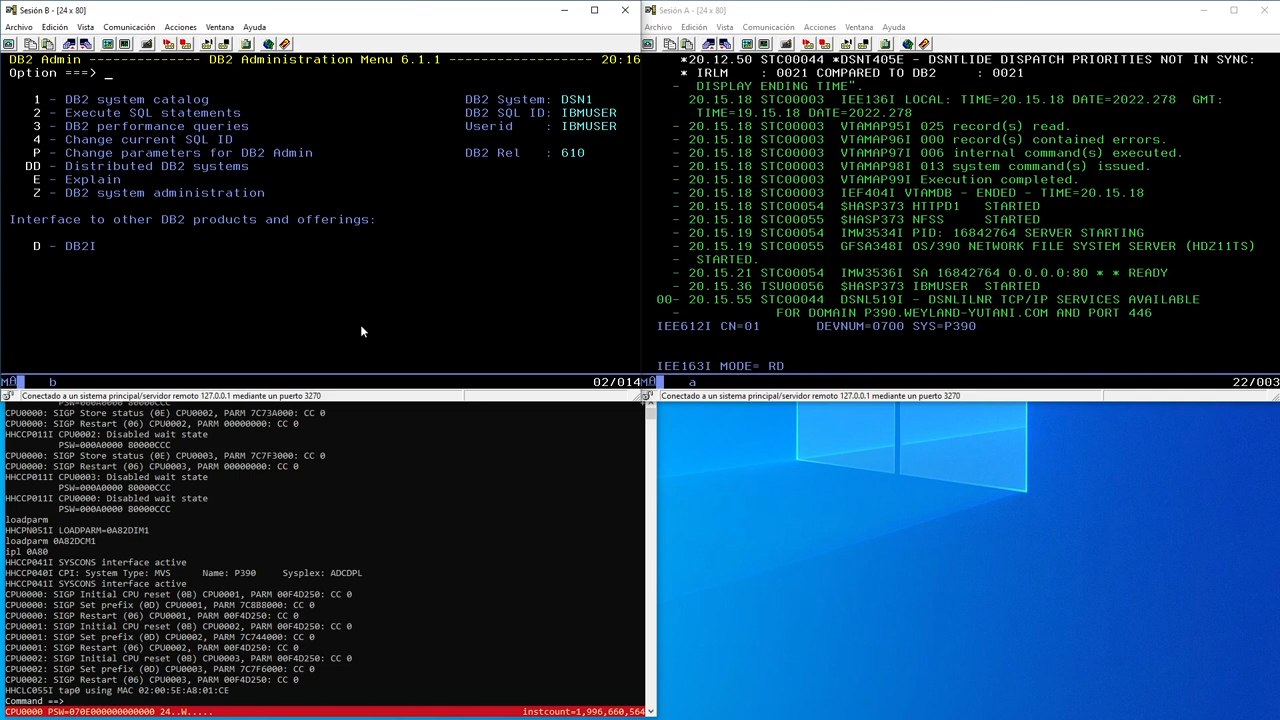 Sesión B - [24 x 80]
Archivo Edición Vista Comunicación Acciones Ventana Ayuda
DB2 Admin -------------- DB2 Administration Menu 6.1.1 ------------------ 20:16
Option ===> _
1 - DB2 system catalog DB2 System: DSN1
2 - Execute SQL statements DB2 SQL ID: IBMUSER
3 - DB2 performance queries Userid : IBMUSER
4 - Change current SQL ID
P - Change parameters for DB2 Admin DB2 Rel : 610
DD - Distributed DB2 systems
E - Explain
Z - DB2 system administration
Interface to other DB2 products and offerings:
D - DB2I
MA b 02/014
Conectado a un sistema principal/servidor remoto 127.0.0.1 mediante un puerto 3270
Sesión A - [24 x 80]
Archivo Edición Vista Comunicación Acciones Ventana Ayuda
*20.12.50 STC00044 *DSNT405E - DSNTLIDE DISPATCH PRIORITIES NOT IN SYNC:
* IRLM : 0021 COMPARED TO DB2 : 0021
- DISPLAY ENDING TIME".
- 20.15.18 STC00003 IEE136I LOCAL: TIME=20.15.18 DATE=2022.278 GMT:
TIME=19.15.18 DATE=2022.278
- 20.15.18 STC00003 VTAMAP95I 025 record(s) read.
- 20.15.18 STC00003 VTAMAP96I 000 record(s) contained errors.
- 20.15.18 STC00003 VTAMAP97I 006 internal command(s) executed.
- 20.15.18 STC00003 VTAMAP98I 013 system command(s) issued.
- 20.15.18 STC00003 VTAMAP99I Execution completed.
- 20.15.18 STC00003 IEF404I VTAMDB - ENDED - TIME=20.15.18
- 20.15.18 STC00054 $HASP373 HTTPD1 STARTED
- 20.15.18 STC00055 $HASP373 NFSS STARTED
- 20.15.19 STC00054 IMW3534I PID: 16842764 SERVER STARTING
- 20.15.19 STC00055 GFSA348I OS/390 NETWORK FILE SYSTEM SERVER (HDZ11TS)
- STARTED.
- 20.15.21 STC00054 IMW3536I SA 16842764 0.0.0.0:80 * * READY
- 20.15.36 TSU00056 $HASP373 IBMUSER STARTED
00- 20.15.55 STC00044 DSNL519I - DSNLILNR TCP/IP SERVICES AVAILABLE
- FOR DOMAIN P390.WEYLAND-YUTANI.COM AND PORT 446
IEE612I CN=01 DEVNUM=0700 SYS=P390
IEE163I MODE= RD
MA a 22/003
Conectado a un sistema principal/servidor remoto 127.0.0.1 mediante un puerto 3270
PSW=000A0000 80000CCC
CPU0000: SIGP Store status (0E) CPU0002, PARM 7C73A000: CC 0
CPU0000: SIGP Restart (06) CPU0002, PARM 00000000: CC 0
HHCCP011I CPU0002: Disabled wait state
PSW=000A0000 80000CCC
CPU0000: SIGP Store status (0E) CPU0003, PARM 7C7F3000: CC 0
CPU0000: SIGP Restart (06) CPU0003, PARM 00000000: CC 0
HHCCP011I CPU0003: Disabled wait state
PSW=000A0000 80000CCC
HHCCP011I CPU0000: Disabled wait state
PSW=000A0000 80000CCC
loadparm
HHCPN051I LOADPARM=0A82DIM1
loadparm 0A82DCM1
ipl 0A80
HHCCP041I SYSCONS interface active
HHCCP040I CPI: System Type: MVS Name: P390 Sysplex: ADCDPL
HHCCP041I SYSCONS interface active
CPU0000: SIGP Initial CPU reset (0B) CPU0001, PARM 00F4D250: CC 0
CPU0000: SIGP Set prefix (0D) CPU0001, PARM 7C8B8000: CC 0
CPU0000: SIGP Restart (06) CPU0001, PARM 00F4D250: CC 0
CPU0001: SIGP Initial CPU reset (0B) CPU0002, PARM 00F4D250: CC 0
CPU0001: SIGP Set prefix (0D) CPU0002, PARM 7C744000: CC 0
CPU0001: SIGP Restart (06) CPU0002, PARM 00F4D250: CC 0
CPU0002: SIGP Initial CPU reset (0B) CPU0003, PARM 00F4D250: CC 0
CPU0002: SIGP Set prefix (0D) CPU0003, PARM 7C7F6000: CC 0
CPU0002: SIGP Restart (06) CPU0003, PARM 00F4D250: CC 0
HHCLC055I tap0 using MAC 02:00:5E:A8:01:CE
Command ==>
CPU0000 PSW=070E000000000000 24..W..... instcount=1,996,660,564